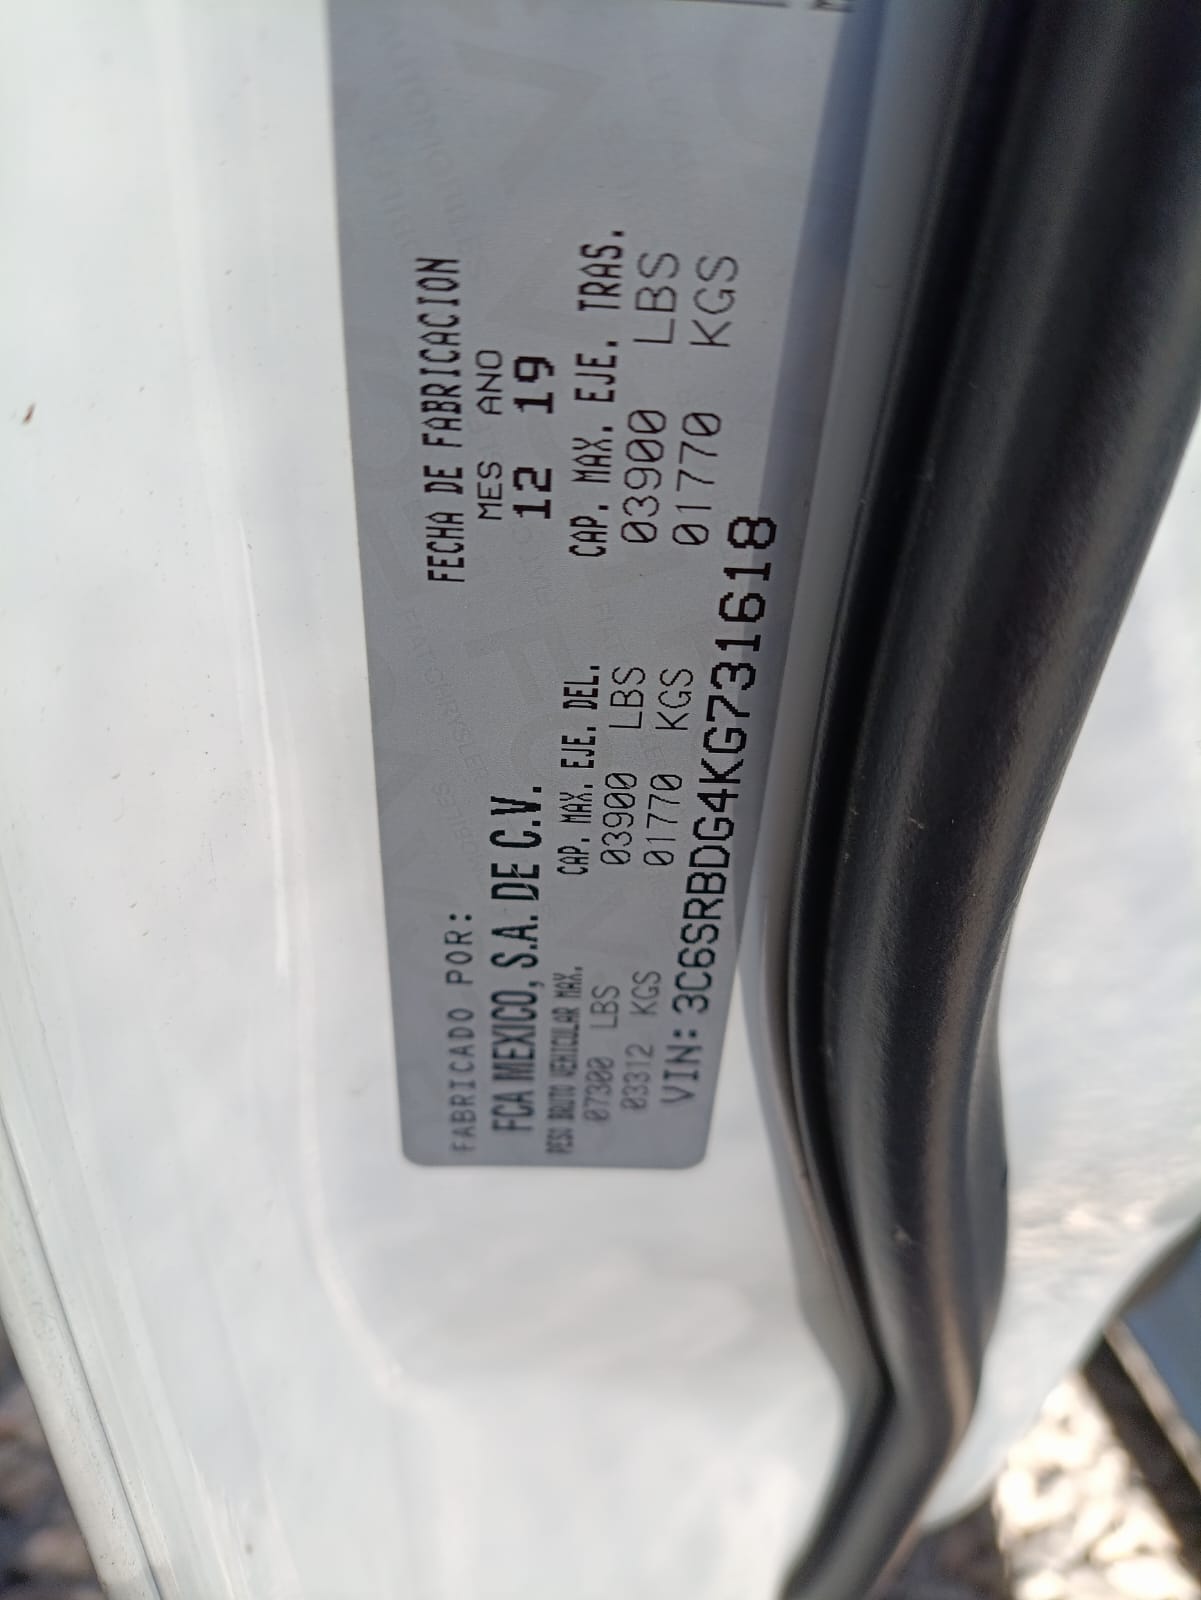 FABRICADO POR:
FCA MEXICO, S.A. DE C.V.
FECHA DE FABRICACION
MES ANO
12 19
PESO BRUTO VEHICULAR MAX.
07300 LBS
03312 KGS
CAP. MAX. EJE. DEL.
03900 LBS
01770 KGS
CAP. MAX. EJE. TRAS.
03900 LBS
01770 KGS
VIN: 3C6SRBDG4KG731618